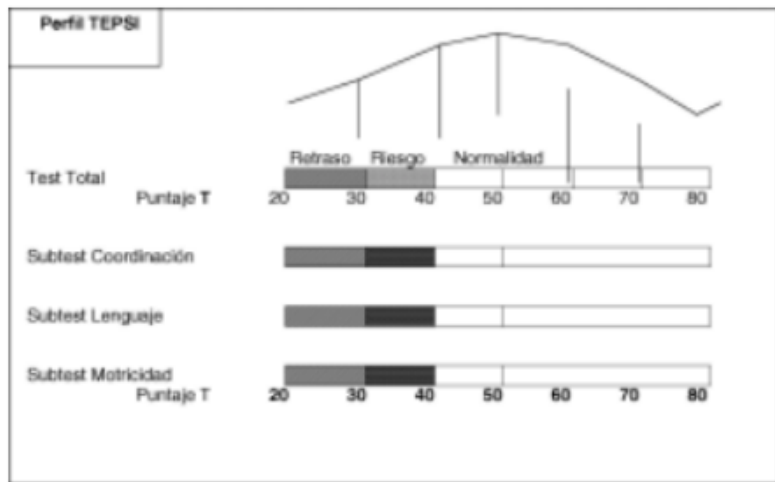 Perfil TEPSI
Retraso Riesgo Normalidad
Test Total
Puntaje T 20 30 40 50 60 70 80
Subtest Coordinación
Subtest Lenguaje
Subtest Motricidad
Puntaje T 20 30 40 50 60 70 80